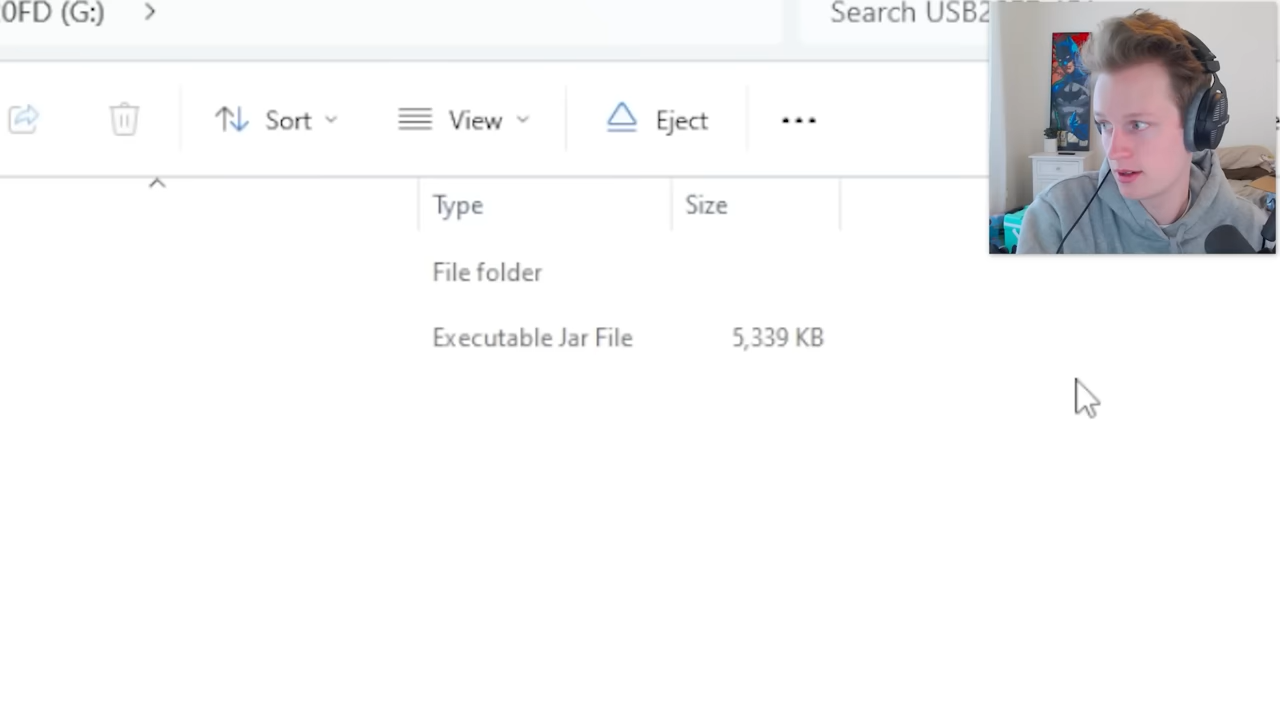 0FD (G:)
Search USB2
Sort View Eject
Type Size
File folder
Executable Jar File 5,339 KB